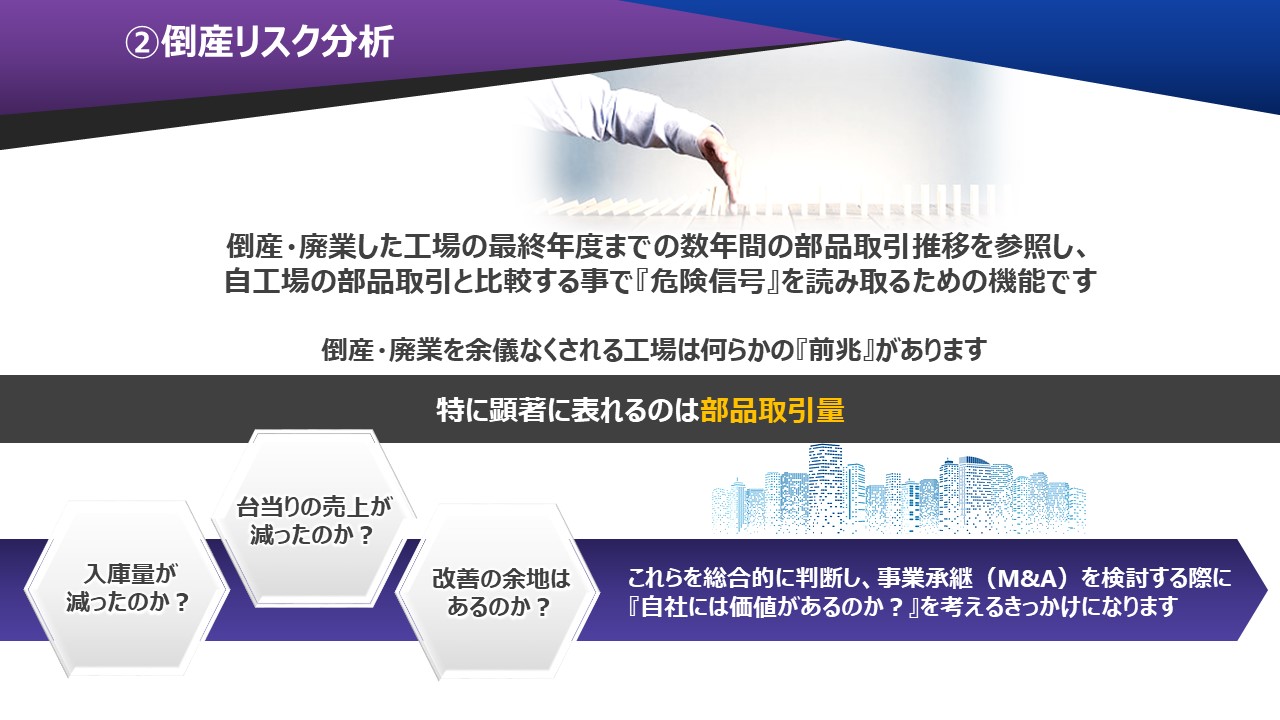 ②倒産リスク分析
倒産・廃業した工場の最終年度までの数年間の部品取引推移を参照し、
自工場の部品取引と比較する事で『危険信号』を読み取るための機能です
倒産・廃業を余儀なくされる工場は何らかの『前兆』があります
特に顕著に表れるのは部品取引量
入庫量が
減ったのか？
台当りの売上が
減ったのか？
改善の余地は
あるのか？
これらを総合的に判断し、事業承継（M&A）を検討する際に
『自社には価値があるのか？』を考えるきっかけになります